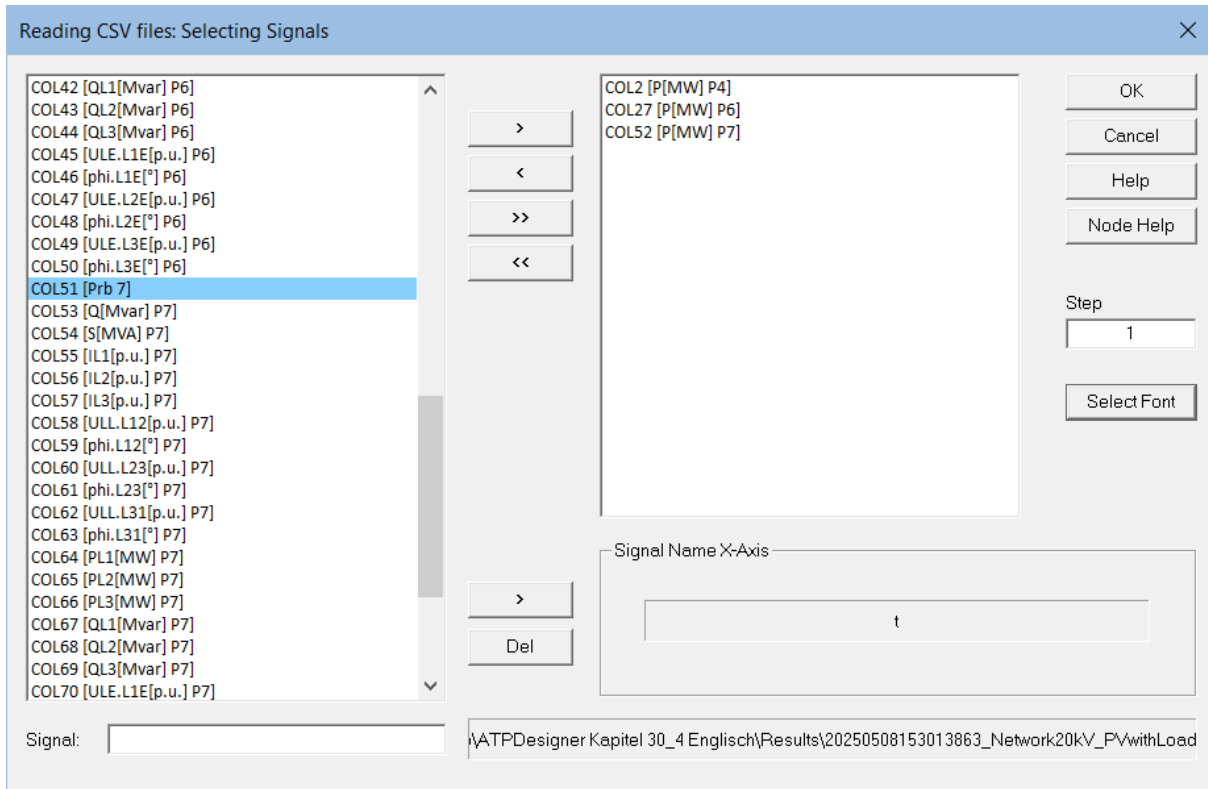 Reading CSV files: Selecting Signals
COL42 [QL1[Mvar] P6]
COL43 [QL2[Mvar] P6]
COL44 [QL3[Mvar] P6]
COL45 [ULE.L1E[p.u.] P6]
COL46 [phi.L1E[°] P6]
COL47 [ULE.L2E[p.u.] P6]
COL48 [phi.L2E[°] P6]
COL49 [ULE.L3E[p.u.] P6]
COL50 [phi.L3E[°] P6]
COL51 [Prb 7]
COL53 [Q[Mvar] P7]
COL54 [S[MVA] P7]
COL55 [IL1[p.u.] P7]
COL56 [IL2[p.u.] P7]
COL57 [IL3[p.u.] P7]
COL58 [ULL.L12[p.u.] P7]
COL59 [phi.L12[°] P7]
COL60 [ULL.L23[p.u.] P7]
COL61 [phi.L23[°] P7]
COL62 [ULL.L31[p.u.] P7]
COL63 [phi.L31[°] P7]
COL64 [PL1[MW] P7]
COL65 [PL2[MW] P7]
COL66 [PL3[MW] P7]
COL67 [QL1[Mvar] P7]
COL68 [QL2[Mvar] P7]
COL69 [QL3[Mvar] P7]
COL70 [ULE.L1E[p.u.] P7]
>
<
>>
<<
>
Del
COL2 [P[MW] P4]
COL27 [P[MW] P6]
COL52 [P[MW] P7]
OK
Cancel
Help
Node Help
Step
1
Select Font
Signal Name X-Axis
t
Signal:
\ATPDesigner Kapitel 30_4 Englisch\Results\20250508153013863_Network20kV_PVwithLoad